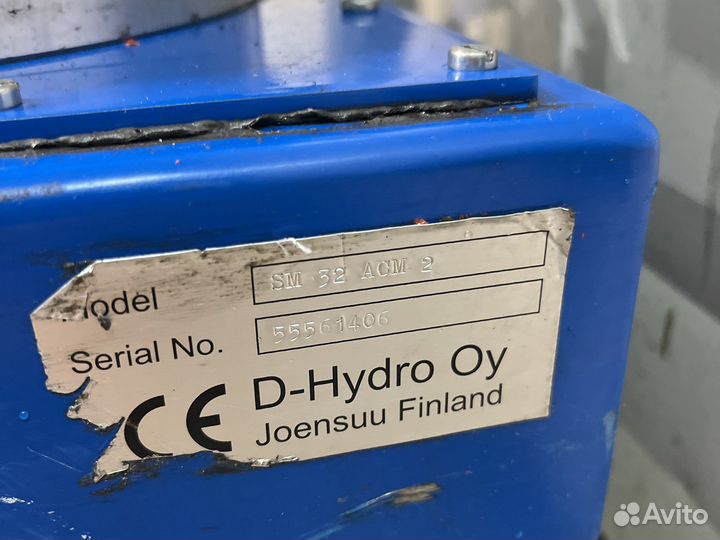 Model SM 32 ACM 2
Serial No. 55561406
CE D-Hydro Oy
Joensuu Finland
Avito